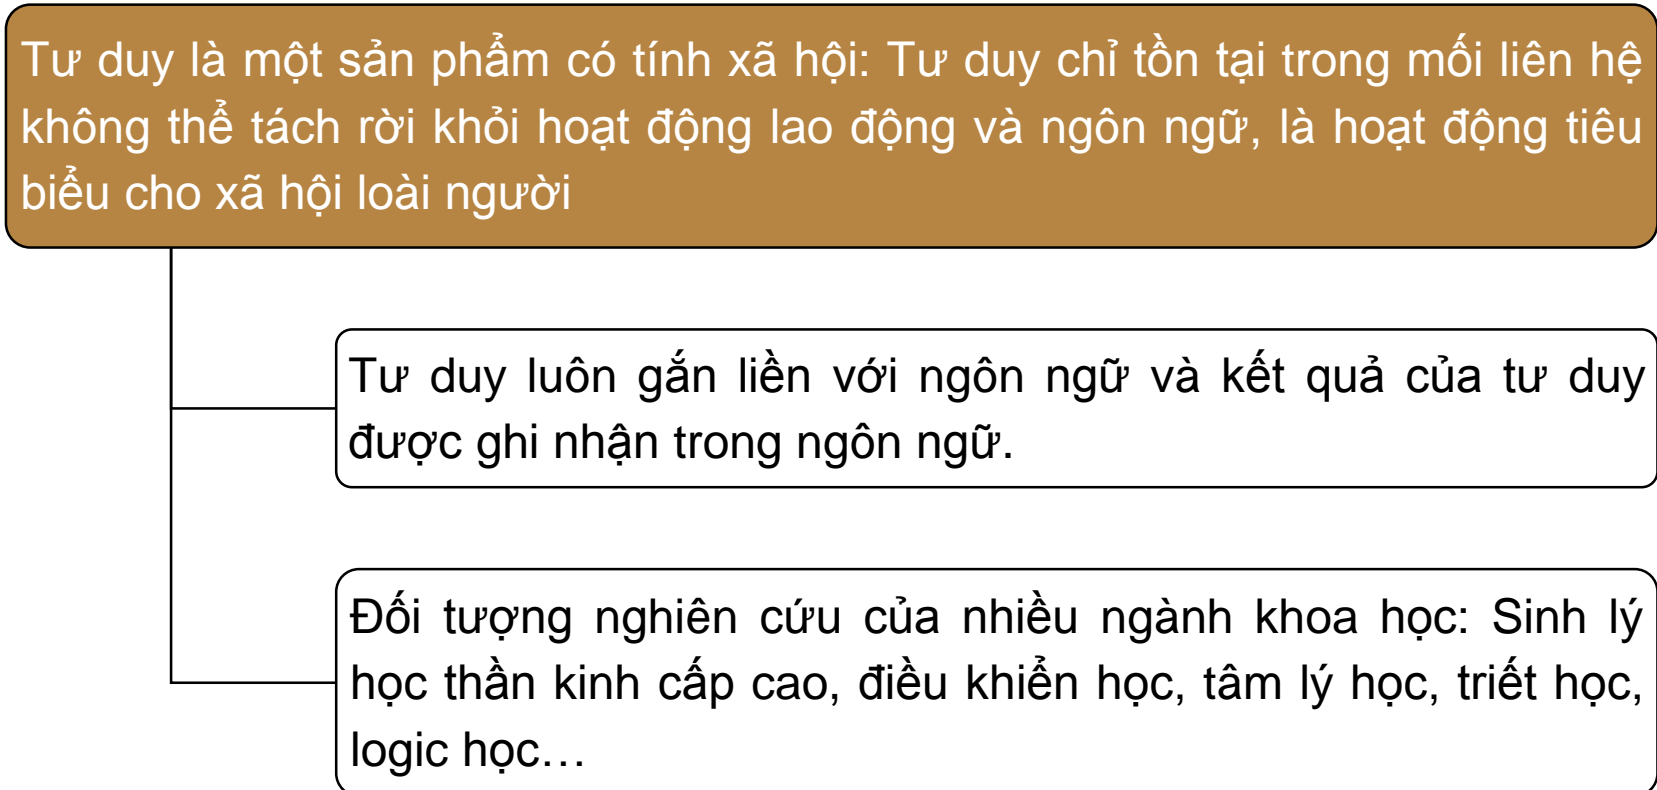 Tư duy là một sản phẩm có tính xã hội: Tư duy chỉ tồn tại trong mối liên hệ
không thể tách rời khỏi hoạt động lao động và ngôn ngữ, là hoạt động tiêu
biểu cho xã hội loài người
Tư duy luôn gắn liền với ngôn ngữ và kết quả của tư duy
được ghi nhận trong ngôn ngữ.
Đối tượng nghiên cứu của nhiều ngành khoa học: Sinh lý
học thần kinh cấp cao, điều khiển học, tâm lý học, triết học,
logic học…